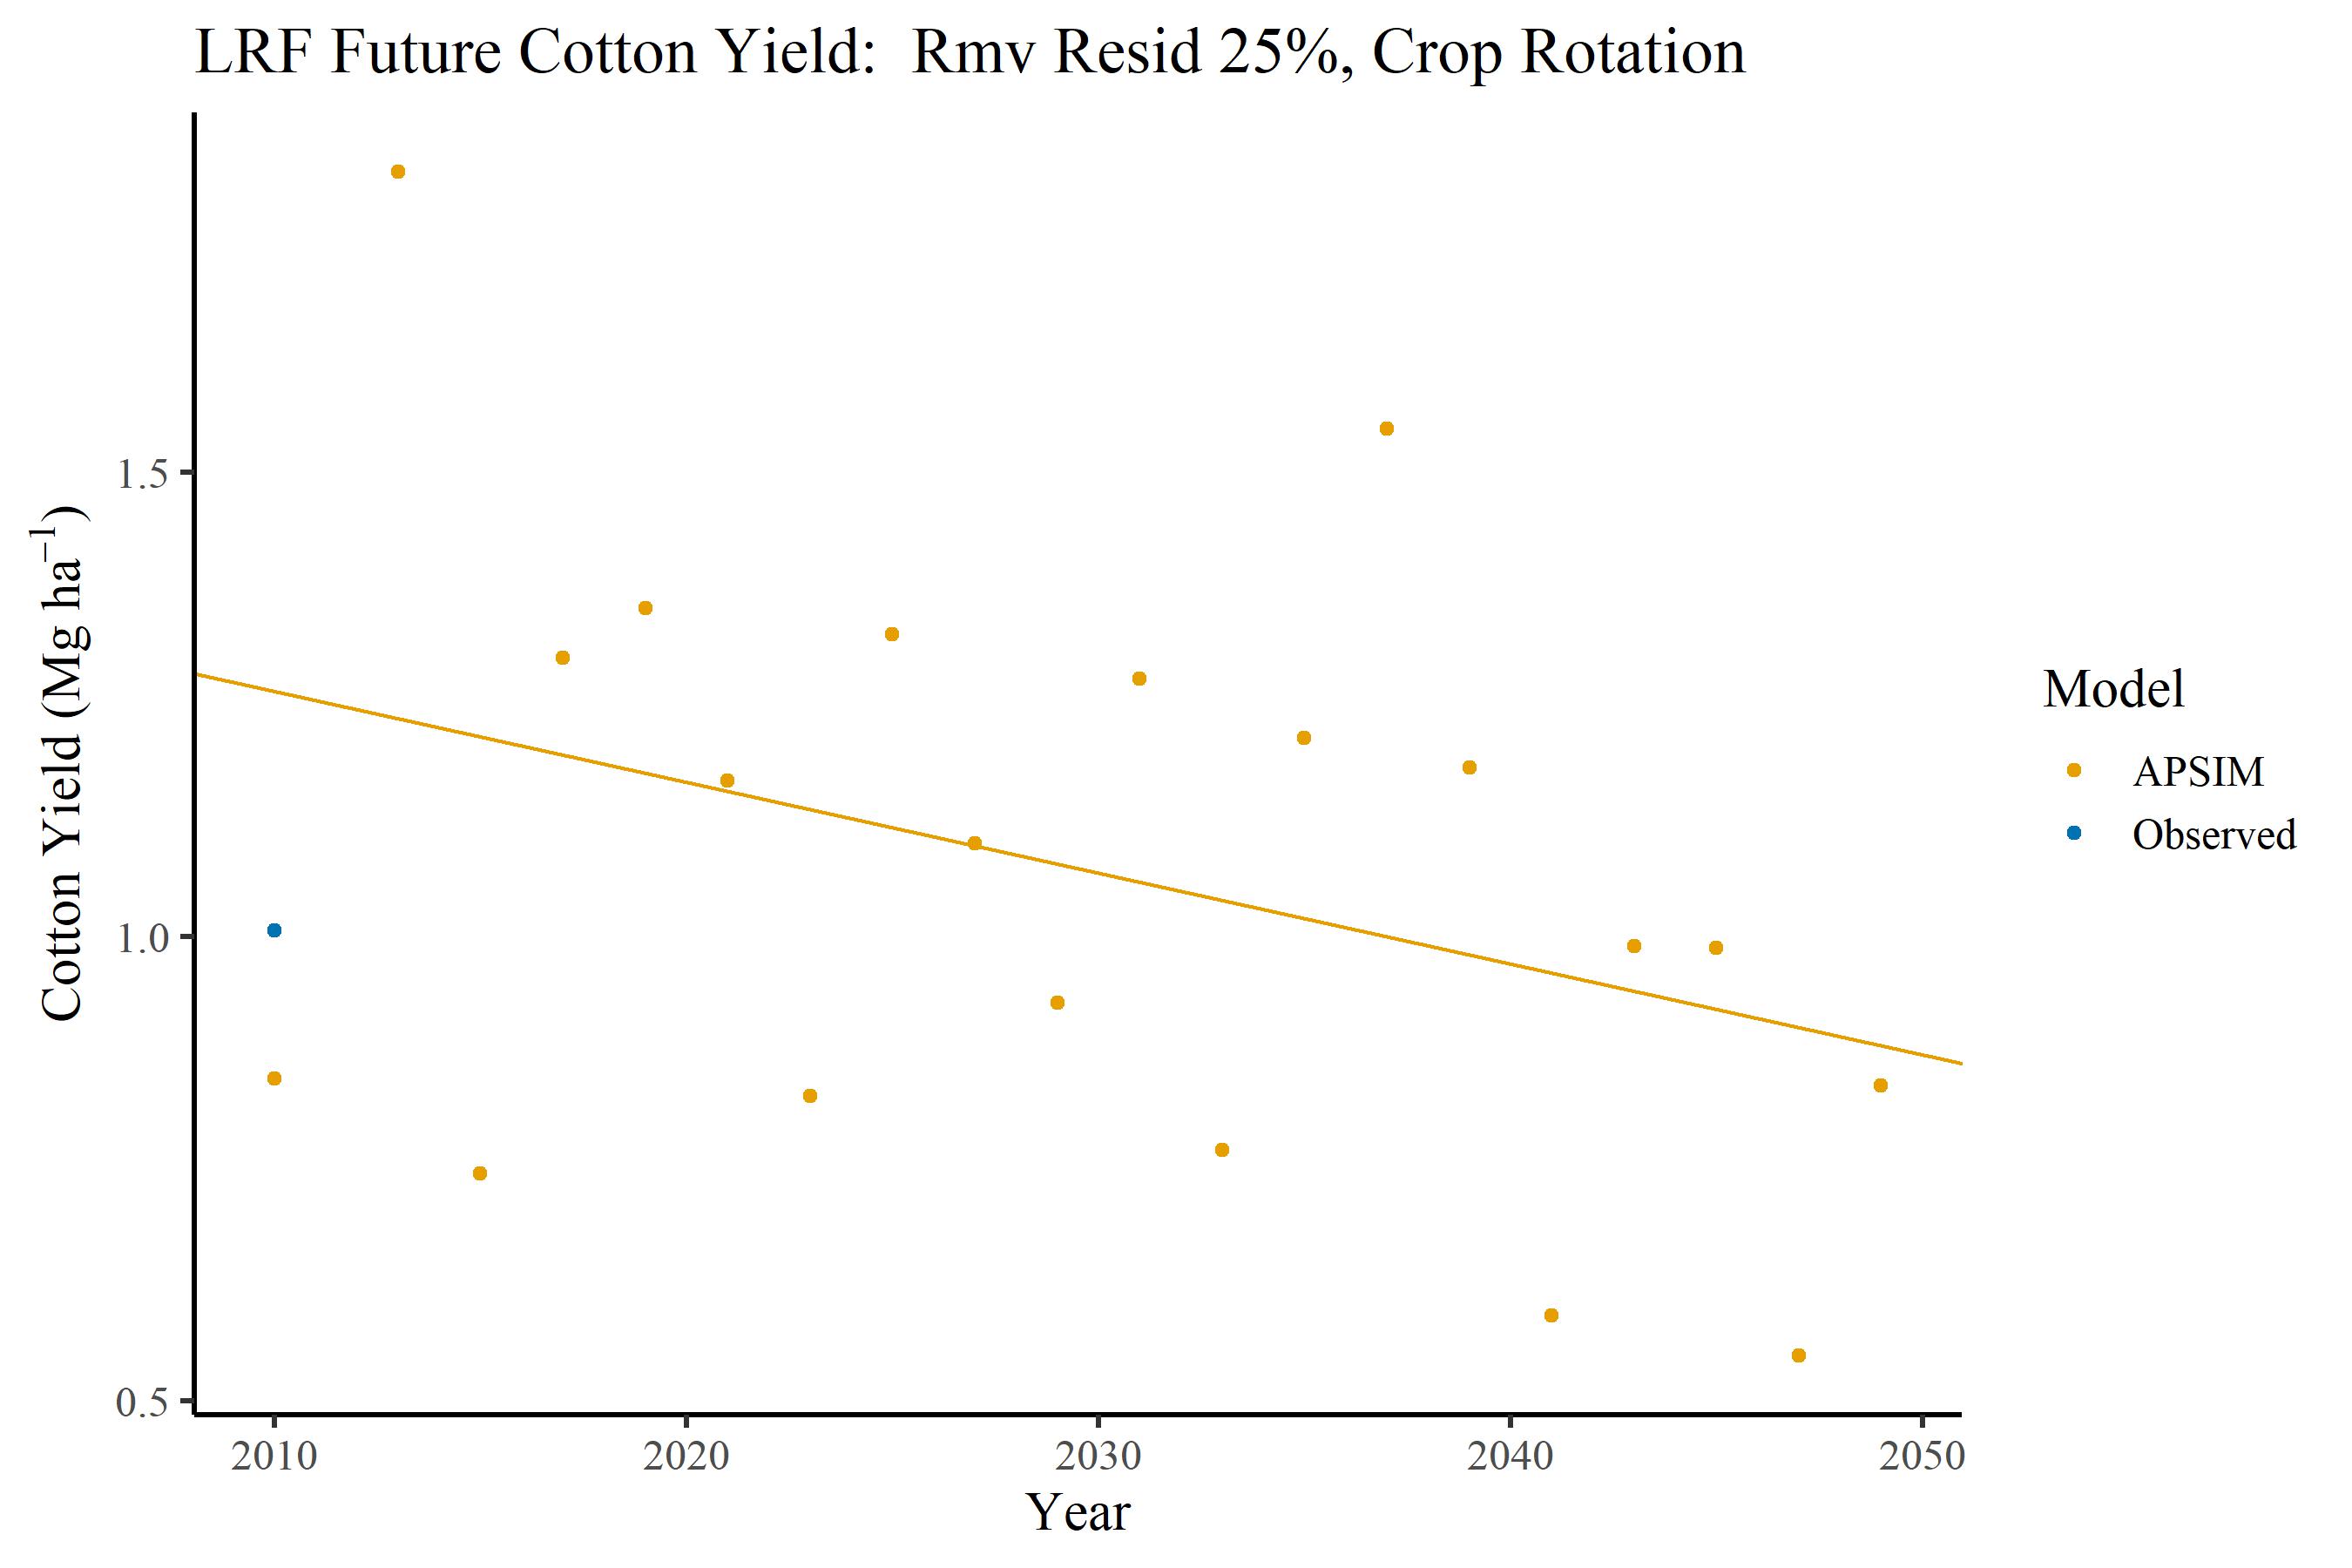 LRF Future Cotton Yield:  Rmv Resid 25%, Crop Rotation
Cotton Yield (Mg ha⁻¹)
1.5
1.0
0.5
2010 2020 2030 2040 2050
Year
Model
APSIM
Observed